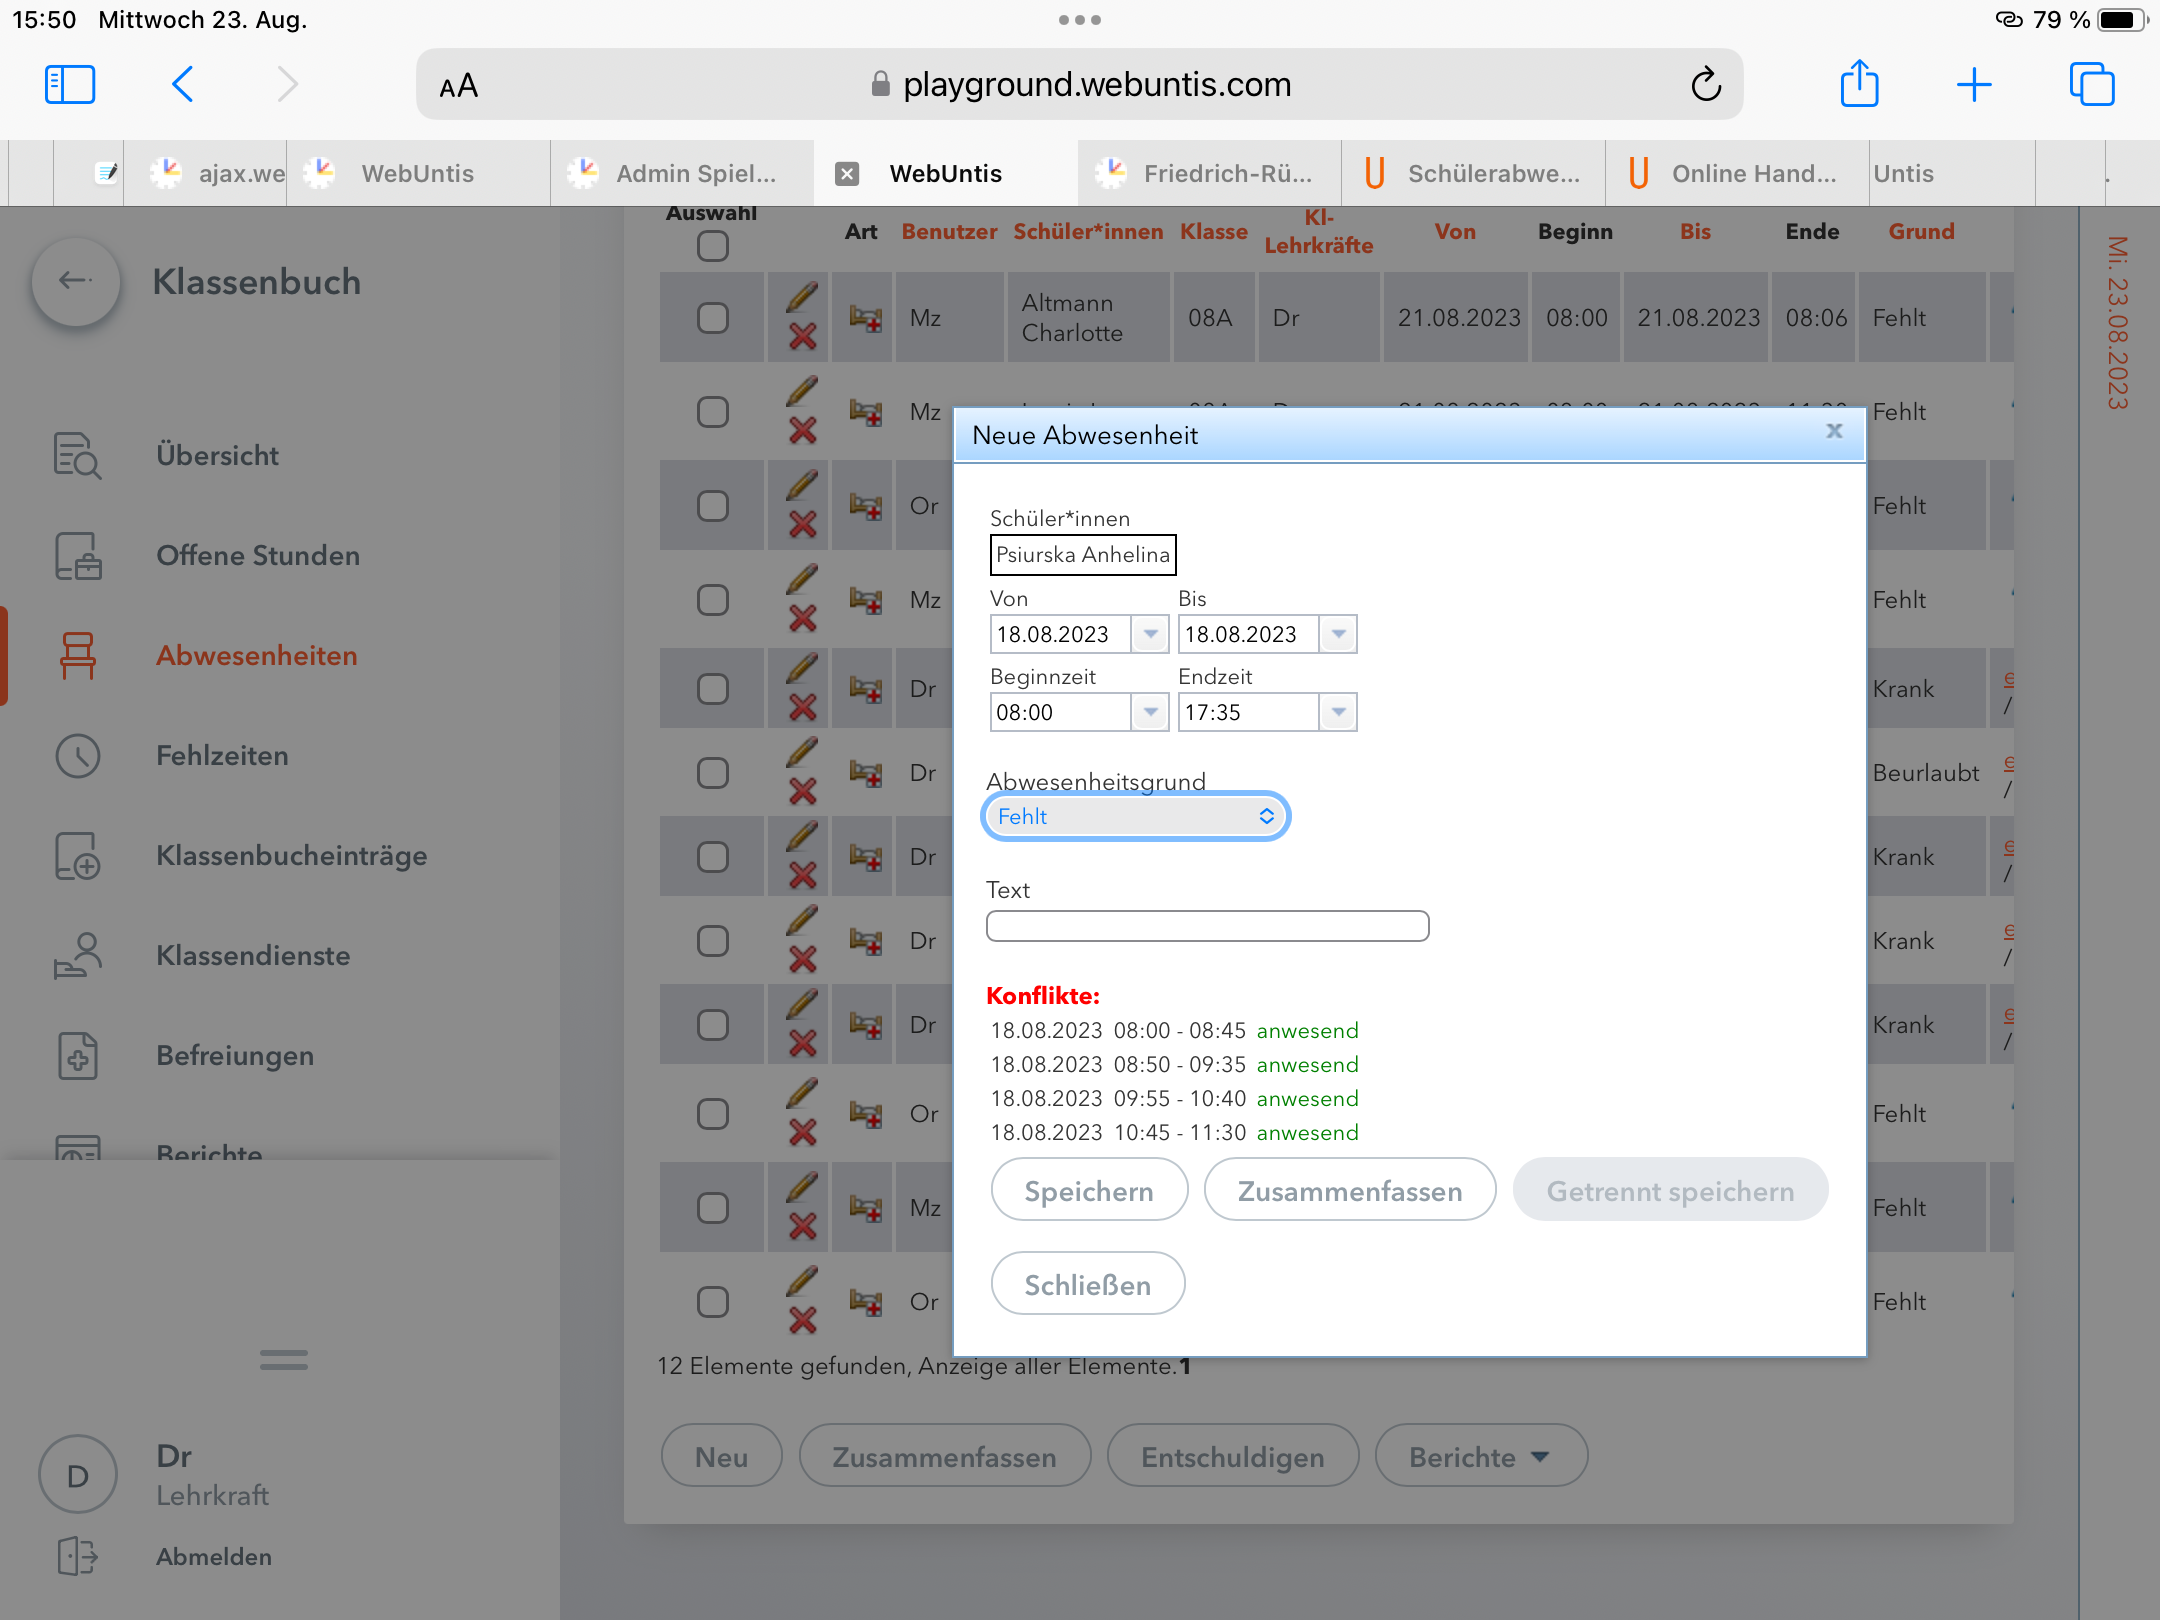 15:50 Mittwoch 23. Aug.
79 %
AA
playground.webuntis.com
ajax.we
WebUntis
Admin Spiel...
WebUntis
Friedrich-Rü...
Schülerabwe...
Online Hand...
Untis
Klassenbuch
Übersicht
Offene Stunden
Abwesenheiten
Fehlzeiten
Klassenbucheinträge
Klassendienste
Befreiungen
Berichte
D
Dr
Lehrkraft
Abmelden
Auswahl Art Benutzer Schüler*innen Klasse Kl-Lehrkräfte Von Beginn Bis Ende Grund
Mz Altmann Charlotte 08A Dr 21.08.2023 08:00 21.08.2023 08:06 Fehlt
Mz Fehlt
Or Fehlt
Mz Fehlt
Dr Krank e /
Dr Beurlaubt e /
Dr Krank e /
Dr Krank e /
Dr Krank e /
Or Fehlt
Mz Fehlt
Or Fehlt
12 Elemente gefunden, Anzeige aller Elemente.1
Neu Zusammenfassen Entschuldigen Berichte
Mi. 23.08.2023
Neue Abwesenheit x
Schüler*innen
Psiurska Anhelina
Von Bis
18.08.2023 18.08.2023
Beginnzeit Endzeit
08:00 17:35
Abwesenheitsgrund
Fehlt
Text
Konflikte:
18.08.2023 08:00 - 08:45 anwesend
18.08.2023 08:50 - 09:35 anwesend
18.08.2023 09:55 - 10:40 anwesend
18.08.2023 10:45 - 11:30 anwesend
Speichern Zusammenfassen Getrennt speichern
Schließen